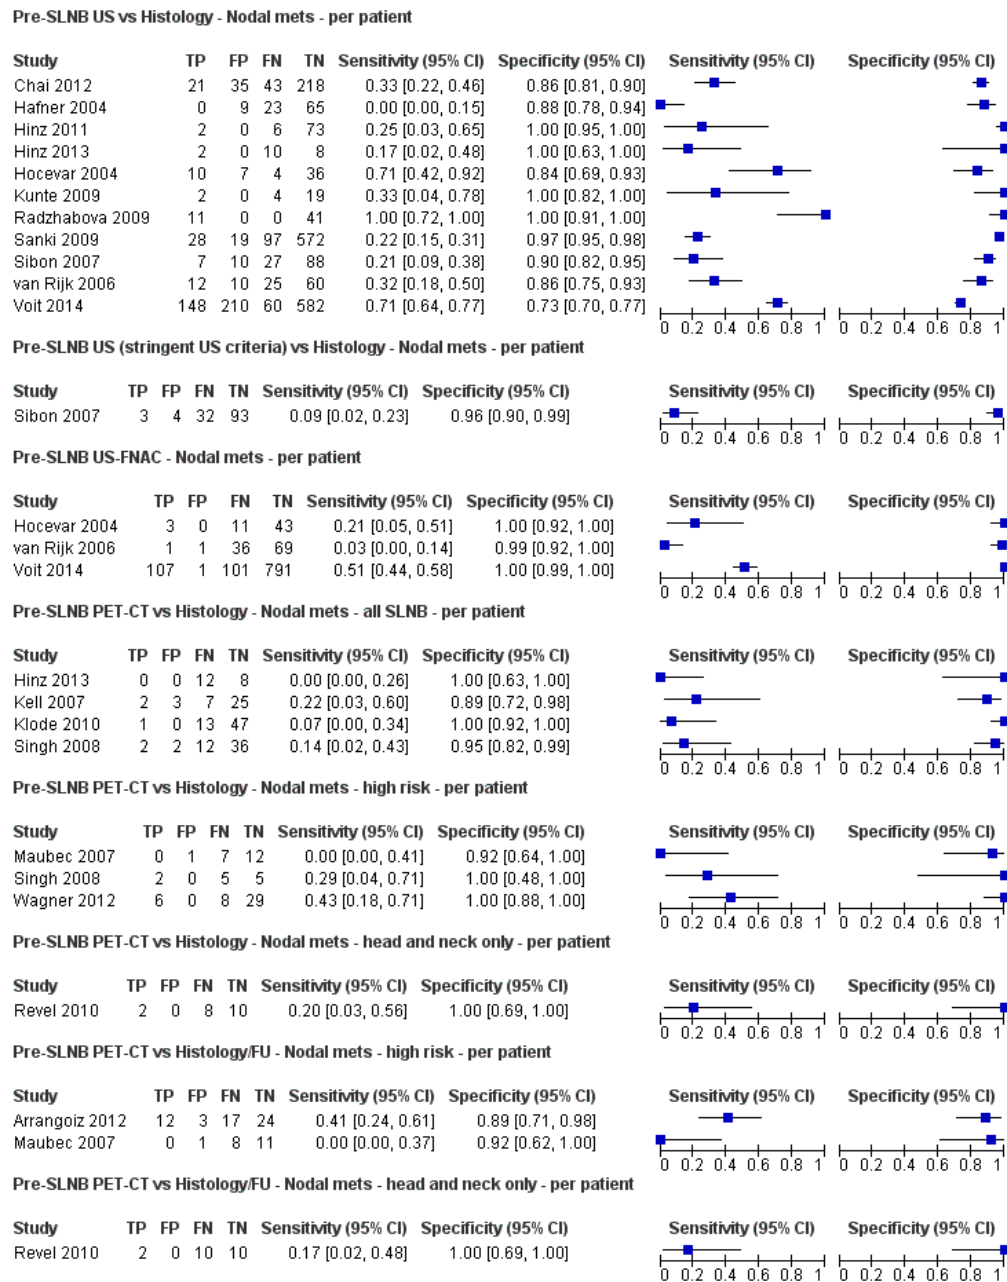 Pre-SLNB US vs Histology - Nodal mets - per patient
Study TP FP FN TN Sensitivity (95% CI) Specificity (95% CI) Sensitivity (95% CI) Specificity (95% CI)
Chai 2012 21 35 43 218 0.33 [0.22, 0.46] 0.86 [0.81, 0.90]
Hafner 2004 0 9 23 65 0.00 [0.00, 0.15] 0.88 [0.78, 0.94]
Hinz 2011 2 0 6 73 0.25 [0.03, 0.65] 1.00 [0.95, 1.00]
Hinz 2013 2 0 10 8 0.17 [0.02, 0.48] 1.00 [0.63, 1.00]
Hocevar 2004 10 7 4 36 0.71 [0.42, 0.92] 0.84 [0.69, 0.93]
Kunte 2009 2 0 4 19 0.33 [0.04, 0.78] 1.00 [0.82, 1.00]
Radzhabova 2009 11 0 0 41 1.00 [0.72, 1.00] 1.00 [0.91, 1.00]
Sanki 2009 28 19 97 572 0.22 [0.15, 0.31] 0.97 [0.95, 0.98]
Sibon 2007 7 10 27 88 0.21 [0.09, 0.38] 0.90 [0.82, 0.95]
van Rijk 2006 12 10 25 60 0.32 [0.18, 0.50] 0.86 [0.75, 0.93]
Voit 2014 148 210 60 582 0.71 [0.64, 0.77] 0.73 [0.70, 0.77]
0 0.2 0.4 0.6 0.8 1 0 0.2 0.4 0.6 0.8 1
Pre-SLNB US (stringent US criteria) vs Histology - Nodal mets - per patient
Study TP FP FN TN Sensitivity (95% CI) Specificity (95% CI) Sensitivity (95% CI) Specificity (95% CI)
Sibon 2007 3 4 32 93 0.09 [0.02, 0.23] 0.96 [0.90, 0.99]
0 0.2 0.4 0.6 0.8 1 0 0.2 0.4 0.6 0.8 1
Pre-SLNB US-FNAC - Nodal mets - per patient
Study TP FP FN TN Sensitivity (95% CI) Specificity (95% CI) Sensitivity (95% CI) Specificity (95% CI)
Hocevar 2004 3 0 11 43 0.21 [0.05, 0.51] 1.00 [0.92, 1.00]
van Rijk 2006 1 1 36 69 0.03 [0.00, 0.14] 0.99 [0.92, 1.00]
Voit 2014 107 1 101 791 0.51 [0.44, 0.58] 1.00 [0.99, 1.00]
0 0.2 0.4 0.6 0.8 1 0 0.2 0.4 0.6 0.8 1
Pre-SLNB PET-CT vs Histology - Nodal mets - all SLNB - per patient
Study TP FP FN TN Sensitivity (95% CI) Specificity (95% CI) Sensitivity (95% CI) Specificity (95% CI)
Hinz 2013 0 0 12 8 0.00 [0.00, 0.26] 1.00 [0.63, 1.00]
Kell 2007 2 3 7 25 0.22 [0.03, 0.60] 0.89 [0.72, 0.98]
Klode 2010 1 0 13 47 0.07 [0.00, 0.34] 1.00 [0.92, 1.00]
Singh 2008 2 2 12 36 0.14 [0.02, 0.43] 0.95 [0.82, 0.99]
0 0.2 0.4 0.6 0.8 1 0 0.2 0.4 0.6 0.8 1
Pre-SLNB PET-CT vs Histology - Nodal mets - high risk - per patient
Study TP FP FN TN Sensitivity (95% CI) Specificity (95% CI) Sensitivity (95% CI) Specificity (95% CI)
Maubec 2007 0 1 7 12 0.00 [0.00, 0.41] 0.92 [0.64, 1.00]
Singh 2008 2 0 5 5 0.29 [0.04, 0.71] 1.00 [0.48, 1.00]
Wagner 2012 6 0 8 29 0.43 [0.18, 0.71] 1.00 [0.88, 1.00]
0 0.2 0.4 0.6 0.8 1 0 0.2 0.4 0.6 0.8 1
Pre-SLNB PET-CT vs Histology - Nodal mets - head and neck only - per patient
Study TP FP FN TN Sensitivity (95% CI) Specificity (95% CI) Sensitivity (95% CI) Specificity (95% CI)
Revel 2010 2 0 8 10 0.20 [0.03, 0.56] 1.00 [0.69, 1.00]
0 0.2 0.4 0.6 0.8 1 0 0.2 0.4 0.6 0.8 1
Pre-SLNB PET-CT vs Histology/FU - Nodal mets - high risk - per patient
Study TP FP FN TN Sensitivity (95% CI) Specificity (95% CI) Sensitivity (95% CI) Specificity (95% CI)
Arrangoiz 2012 12 3 17 24 0.41 [0.24, 0.61] 0.89 [0.71, 0.98]
Maubec 2007 0 1 8 11 0.00 [0.00, 0.37] 0.92 [0.62, 1.00]
0 0.2 0.4 0.6 0.8 1 0 0.2 0.4 0.6 0.8 1
Pre-SLNB PET-CT vs Histology/FU - Nodal mets - head and neck only - per patient
Study TP FP FN TN Sensitivity (95% CI) Specificity (95% CI) Sensitivity (95% CI) Specificity (95% CI)
Revel 2010 2 0 10 10 0.17 [0.02, 0.48] 1.00 [0.69, 1.00]
0 0.2 0.4 0.6 0.8 1 0 0.2 0.4 0.6 0.8 1